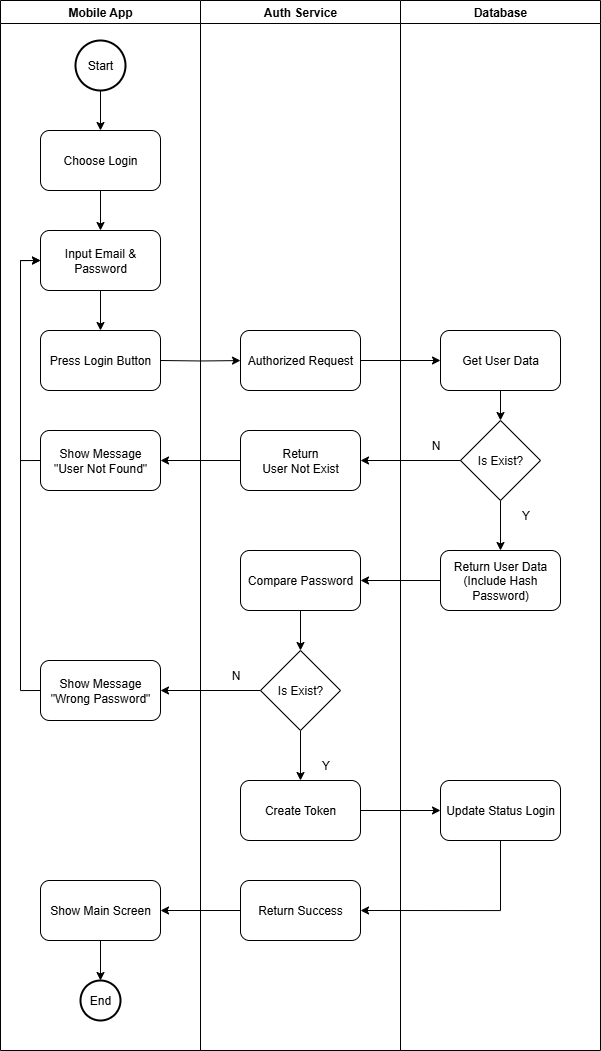 Mobile App
Auth Service
Database
Start
Choose Login
Input Email &
Password
Press Login Button
Authorized Request
Get User Data
Show Message
"User Not Found"
Return
User Not Exist
N
Is Exist?
Y
Compare Password
Return User Data
(Include Hash
Password)
Show Message
"Wrong Password"
N
Is Exist?
Y
Create Token
Update Status Login
Show Main Screen
Return Success
End